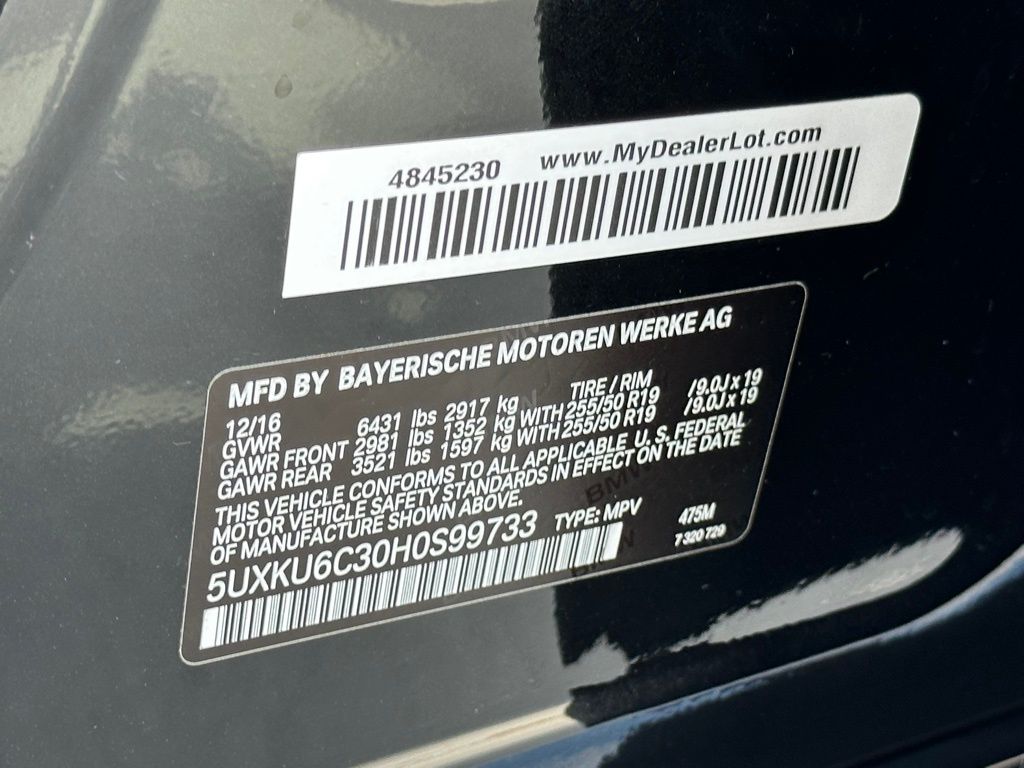 4845230 www.MyDealerLot.com
MFD BY BAYERISCHE MOTOREN WERKE AG
12/16 TIRE / RIM
GVWR 6431 lbs 2917 kg
GAWR FRONT 2981 lbs 1352 kg WITH 255/50 R19 /9.0J x 19
GAWR REAR 3521 lbs 1597 kg WITH 255/50 R19 /9.0J x 19
THIS VEHICLE CONFORMS TO ALL APPLICABLE U.S. FEDERAL
MOTOR VEHICLE SAFETY STANDARDS IN EFFECT ON THE DATE
OF MANUFACTURE SHOWN ABOVE.
5UXKU6C30H0S99733 TYPE: MPV 475M
7 320 729